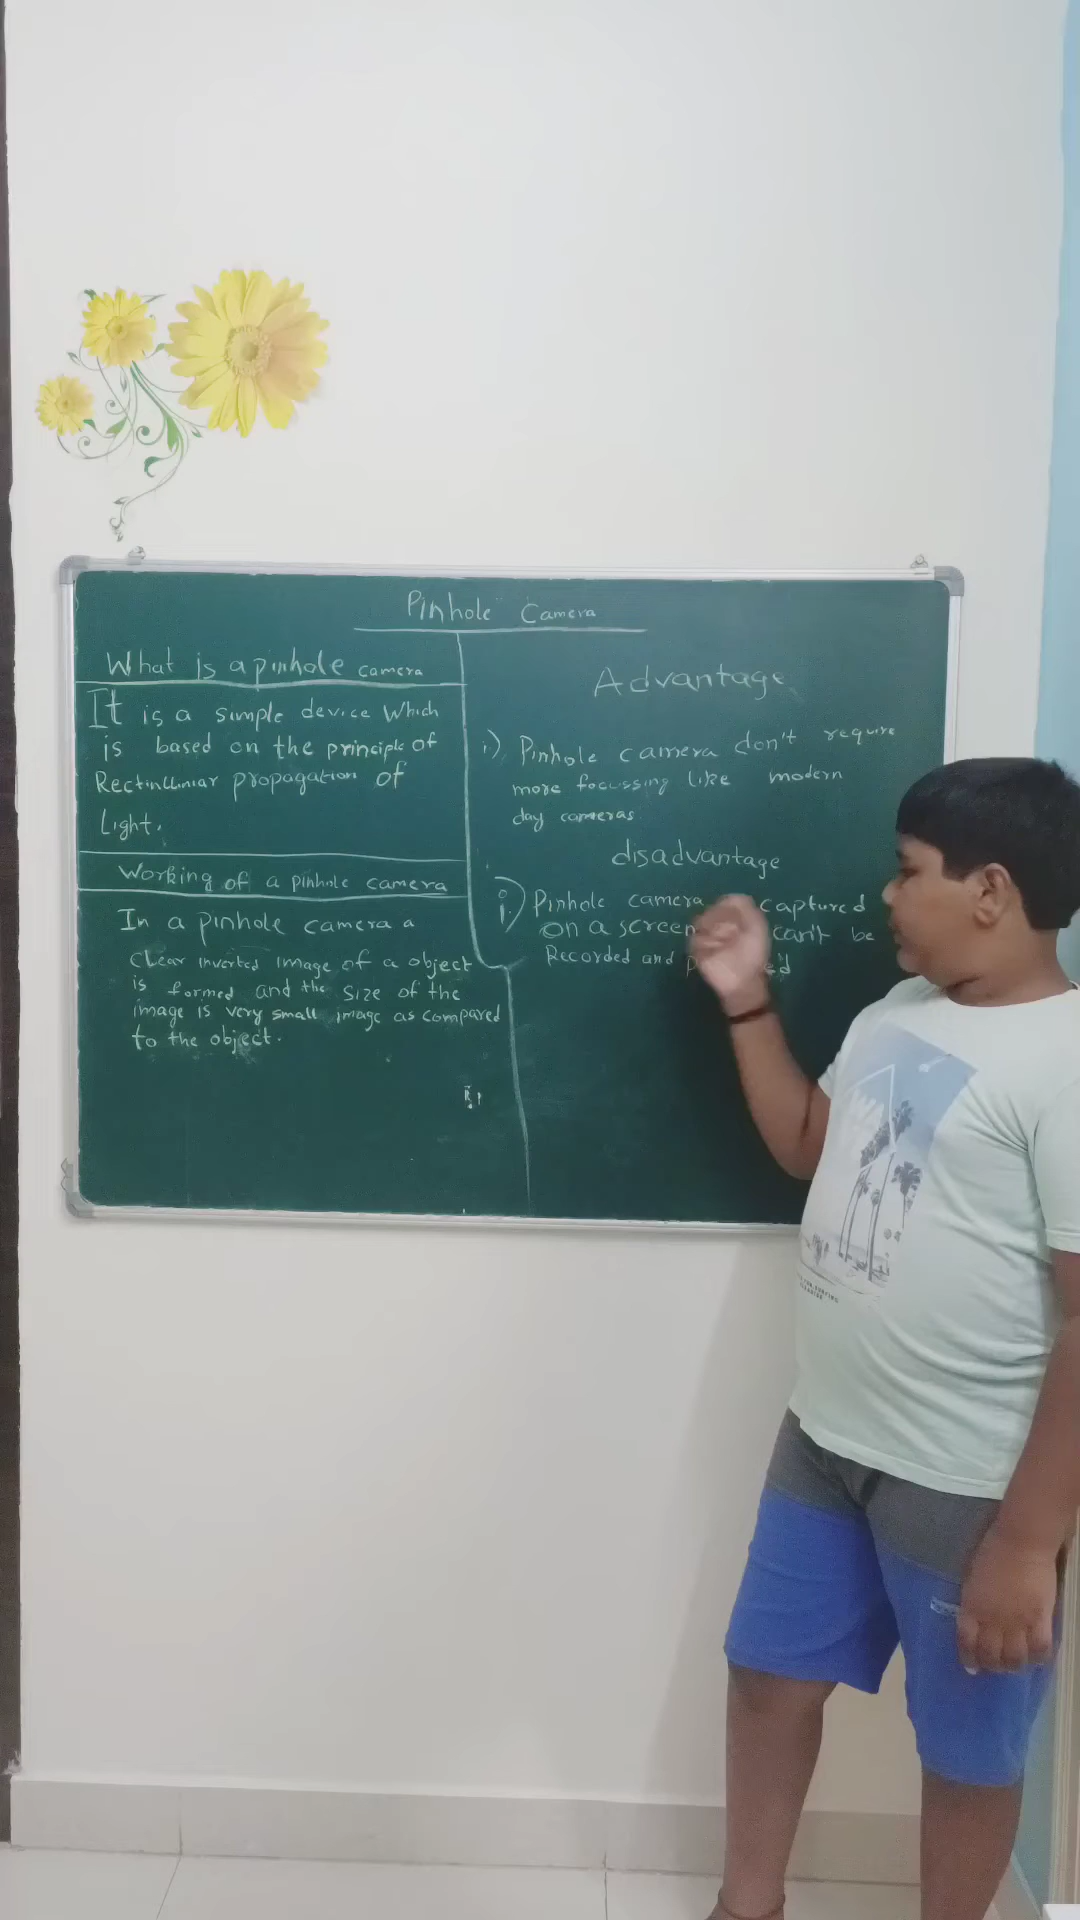 Pinhole Camera
What is a pinhole camera
It is a simple device Which
is based on the principle of
Rectinlliniar propagation of
Light.
Working of a pinhole camera
In a pinhole camera a
clear inverted image of a object
is formed and the size of the
image is very small image as compared
to the object.
Advantage
i) Pinhole camera don't require
more focussing like modern
day cameras
disadvantage
i) Pinhole camera captured
on a screen can't be
Recorded and